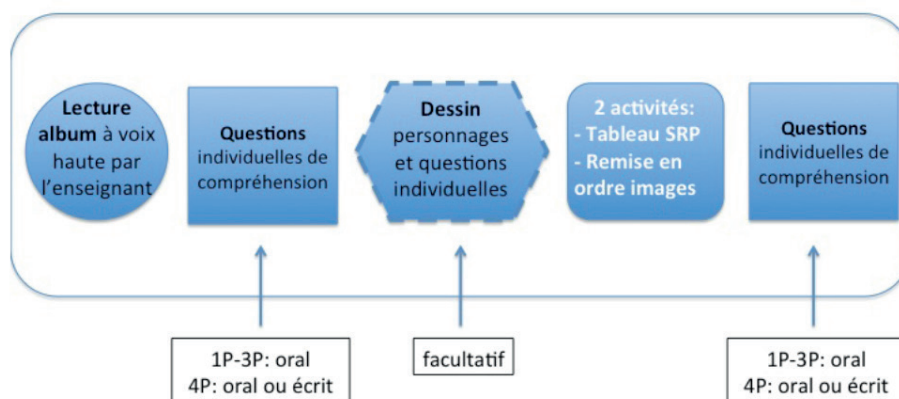 Lecture
album à voix
haute par
l'enseignant
Questions
individuelles de
compréhension
Dessin
personnages
et questions
individuelles
2 activités:
- Tableau SRP
- Remise en
ordre images
Questions
individuelles de
compréhension
1P-3P: oral
4P: oral ou écrit
facultatif
1P-3P: oral
4P: oral ou écrit